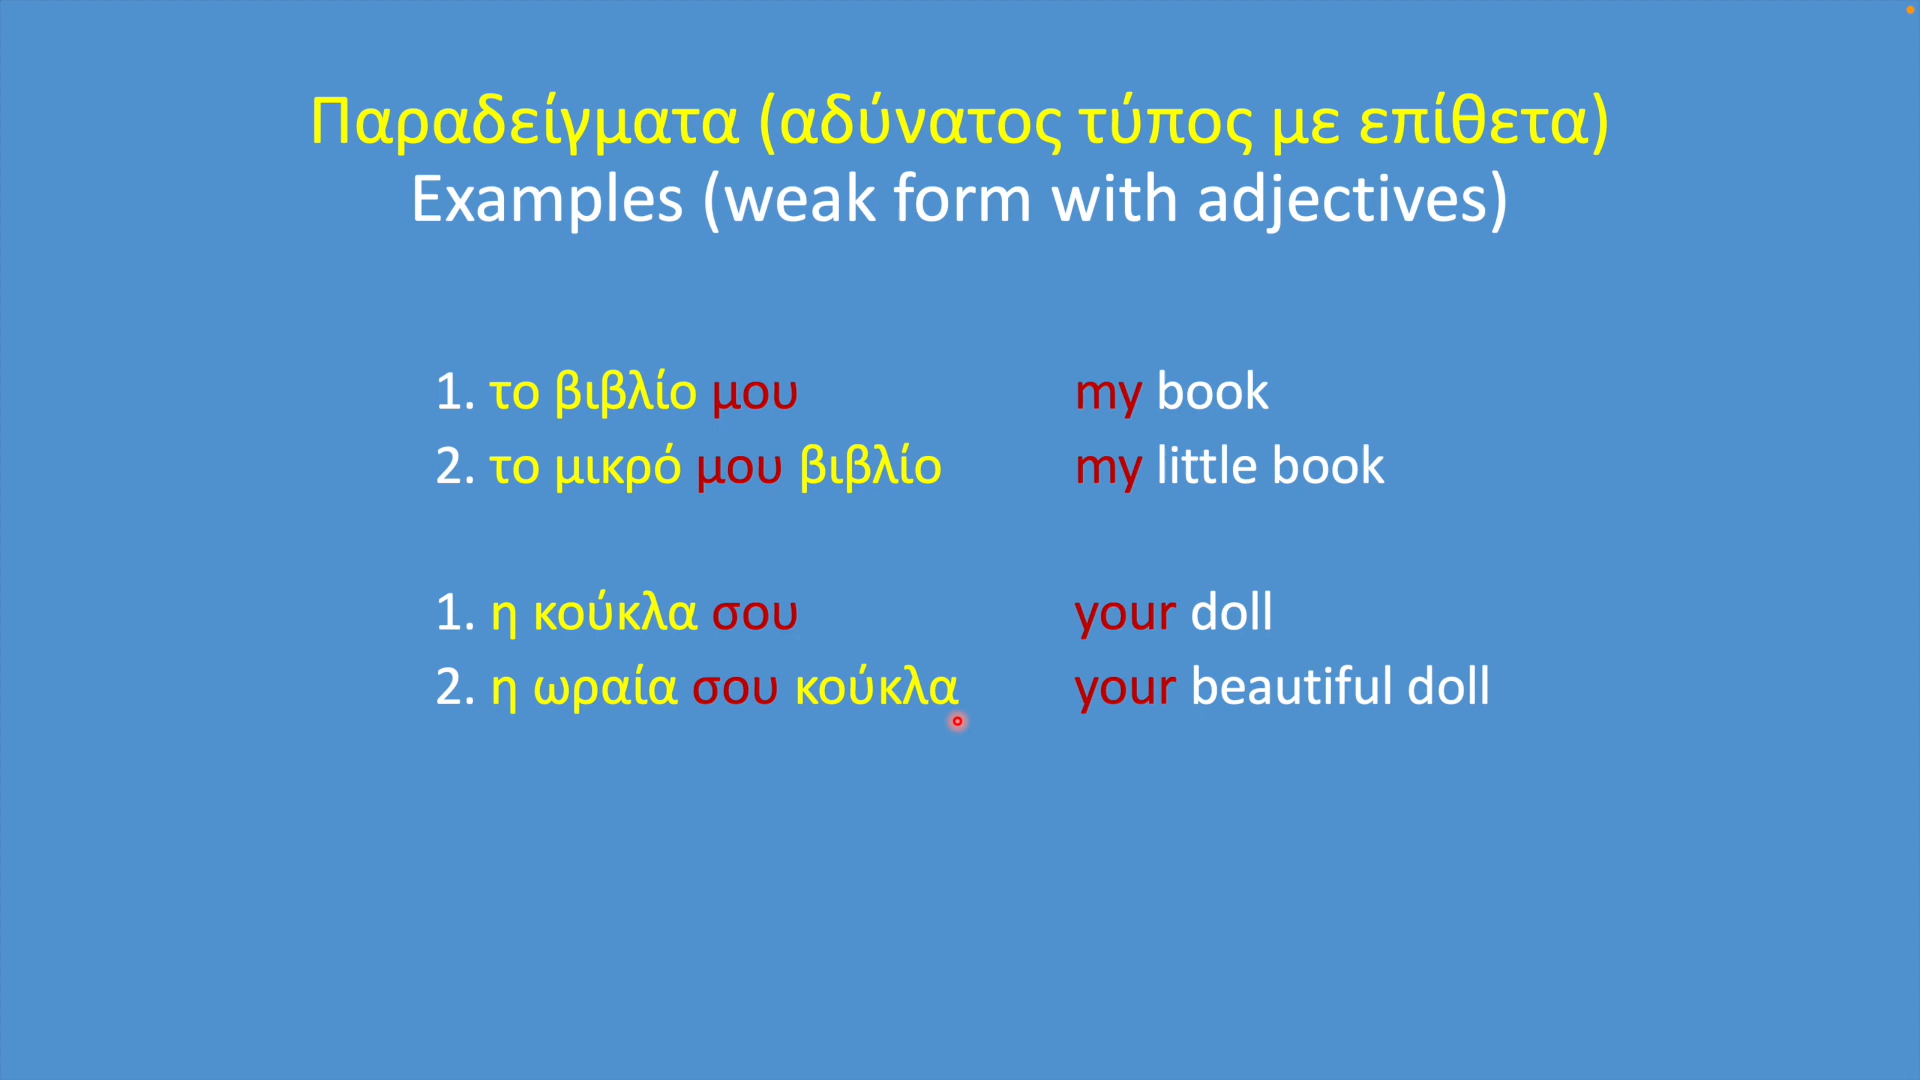 Παραδείγματα (αδύνατος τύπος με επίθετα)
Examples (weak form with adjectives)
1. το βιβλίο μου my book
2. το μικρό μου βιβλίο my little book
1. η κούκλα σου your doll
2. η ωραία σου κούκλα your beautiful doll